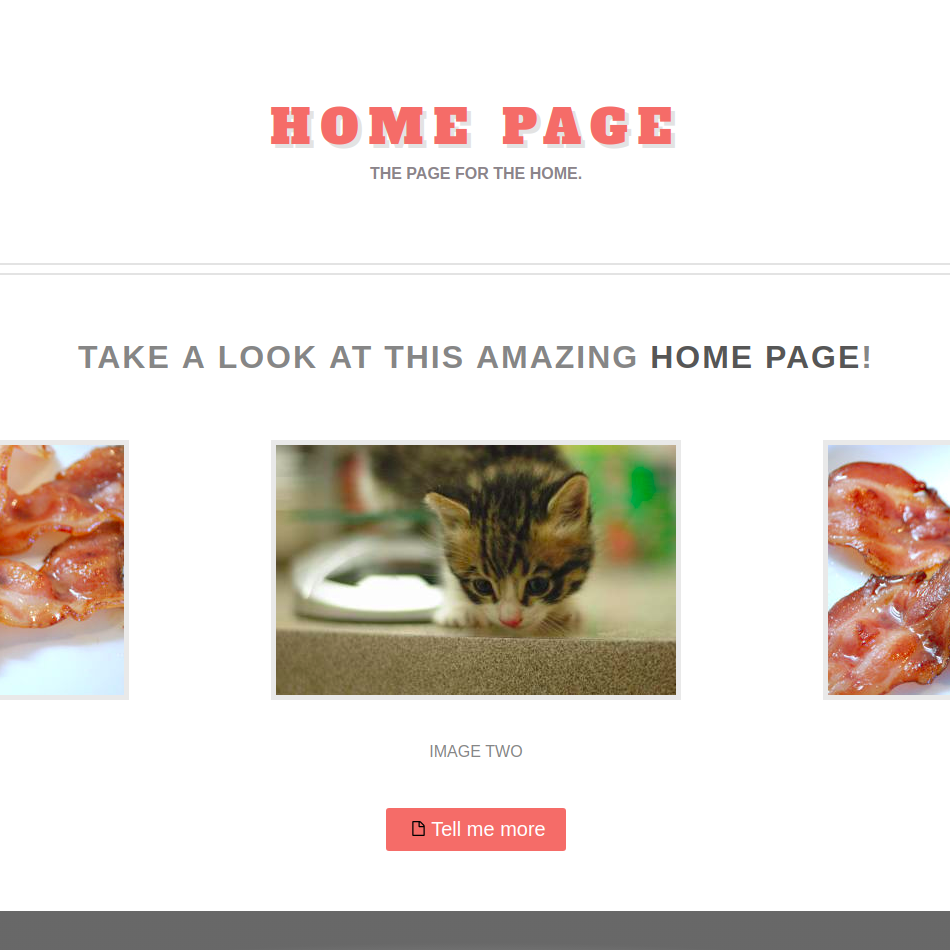 HOME PAGE
THE PAGE FOR THE HOME.
TAKE A LOOK AT THIS AMAZING HOME PAGE!
IMAGE TWO
Tell me more